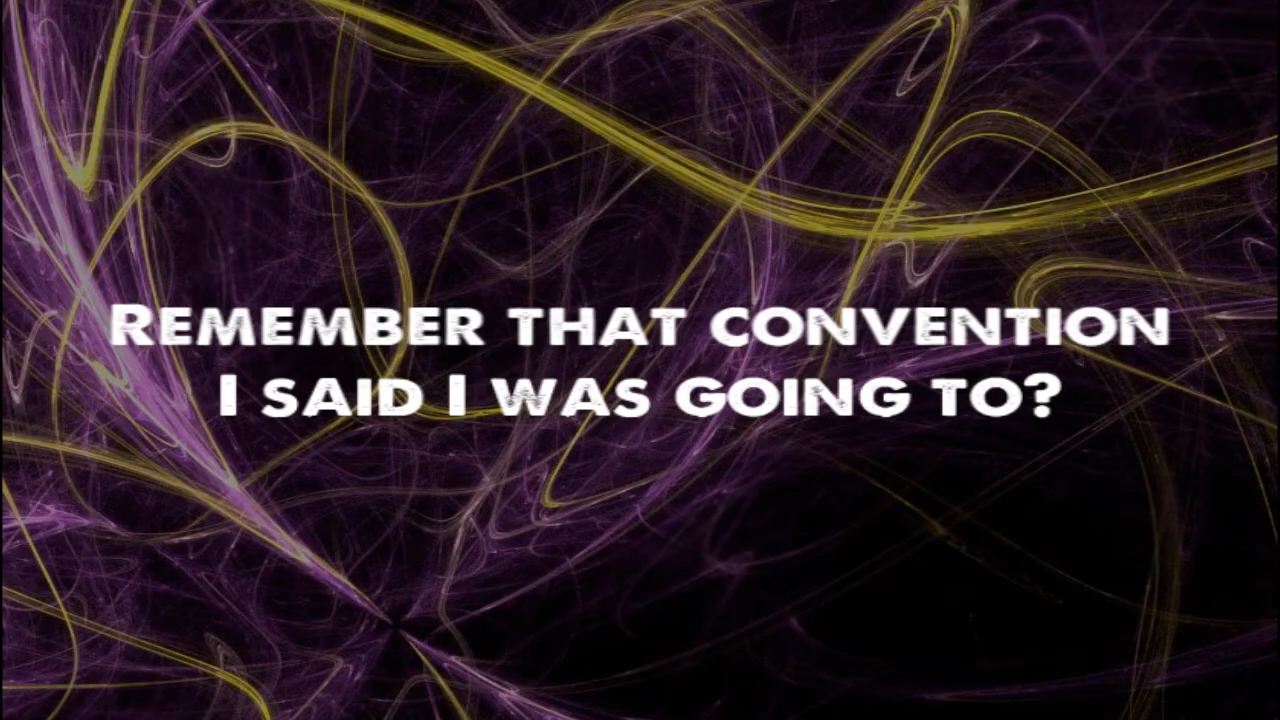 Remember that convention
I said I was going to?